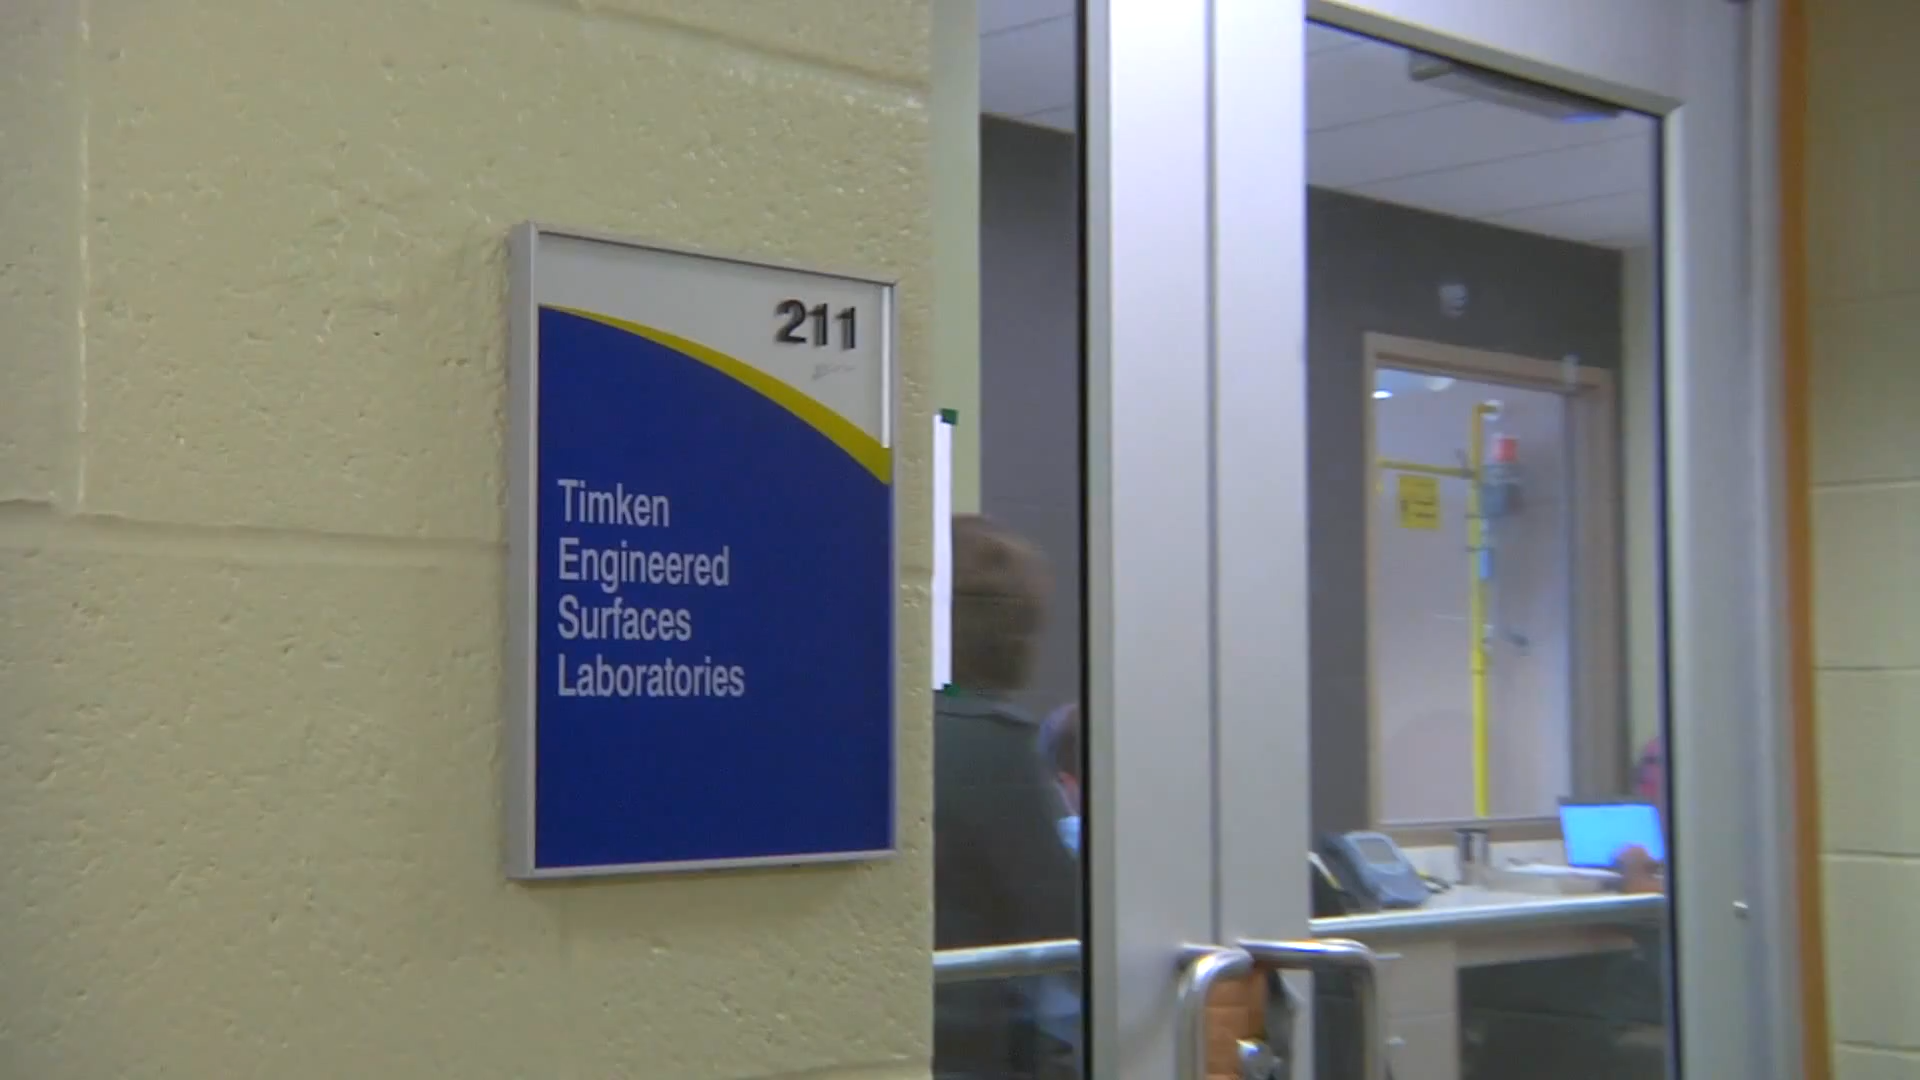 211
Timken
Engineered
Surfaces
Laboratories